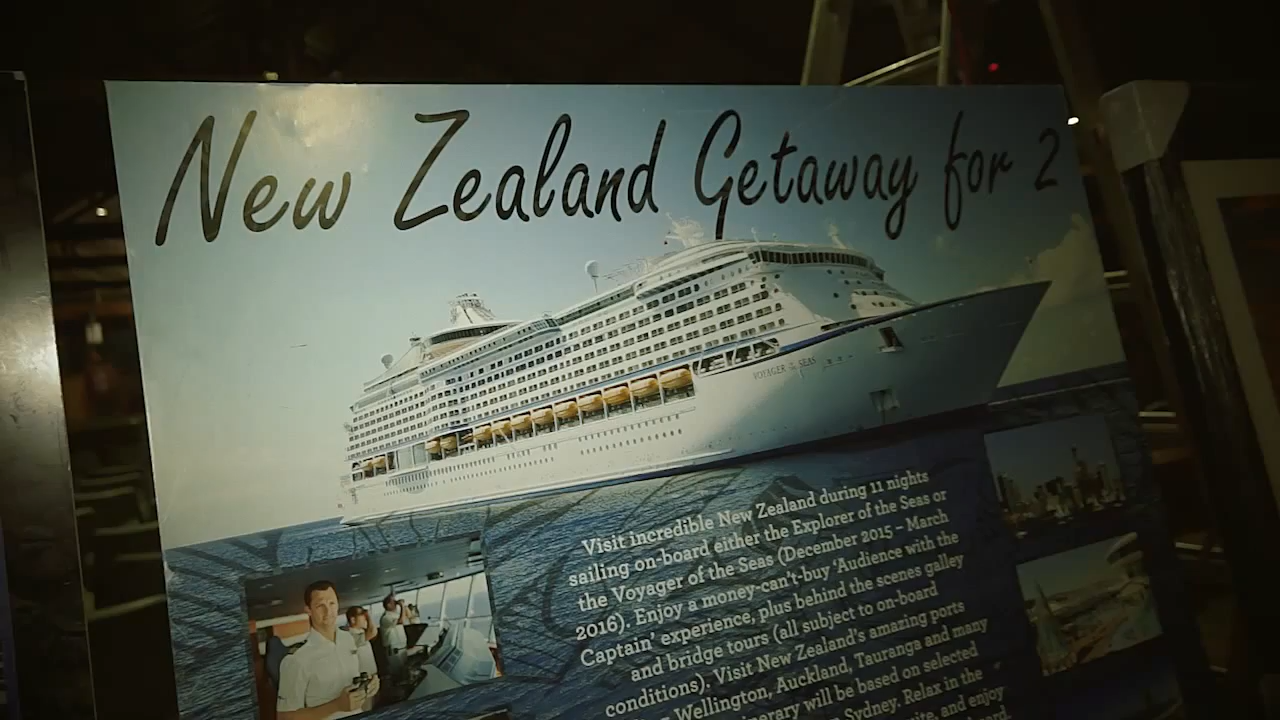 New Zealand Getaway for 2
VOYAGER OF THE SEAS
Visit incredible New Zealand during 11 nights
sailing on-board either the Explorer of the Seas or
the Voyager of the Seas (December 2015 - March
2016). Enjoy a money-can't-buy 'Audience with the
Captain' experience, plus behind the scenes galley
and bridge tours (all subject to on-board
conditions). Visit New Zealand's amazing ports
Wellington, Auckland, Tauranga and many
will be based on selected
Sydney. Relax in the
and enjoy